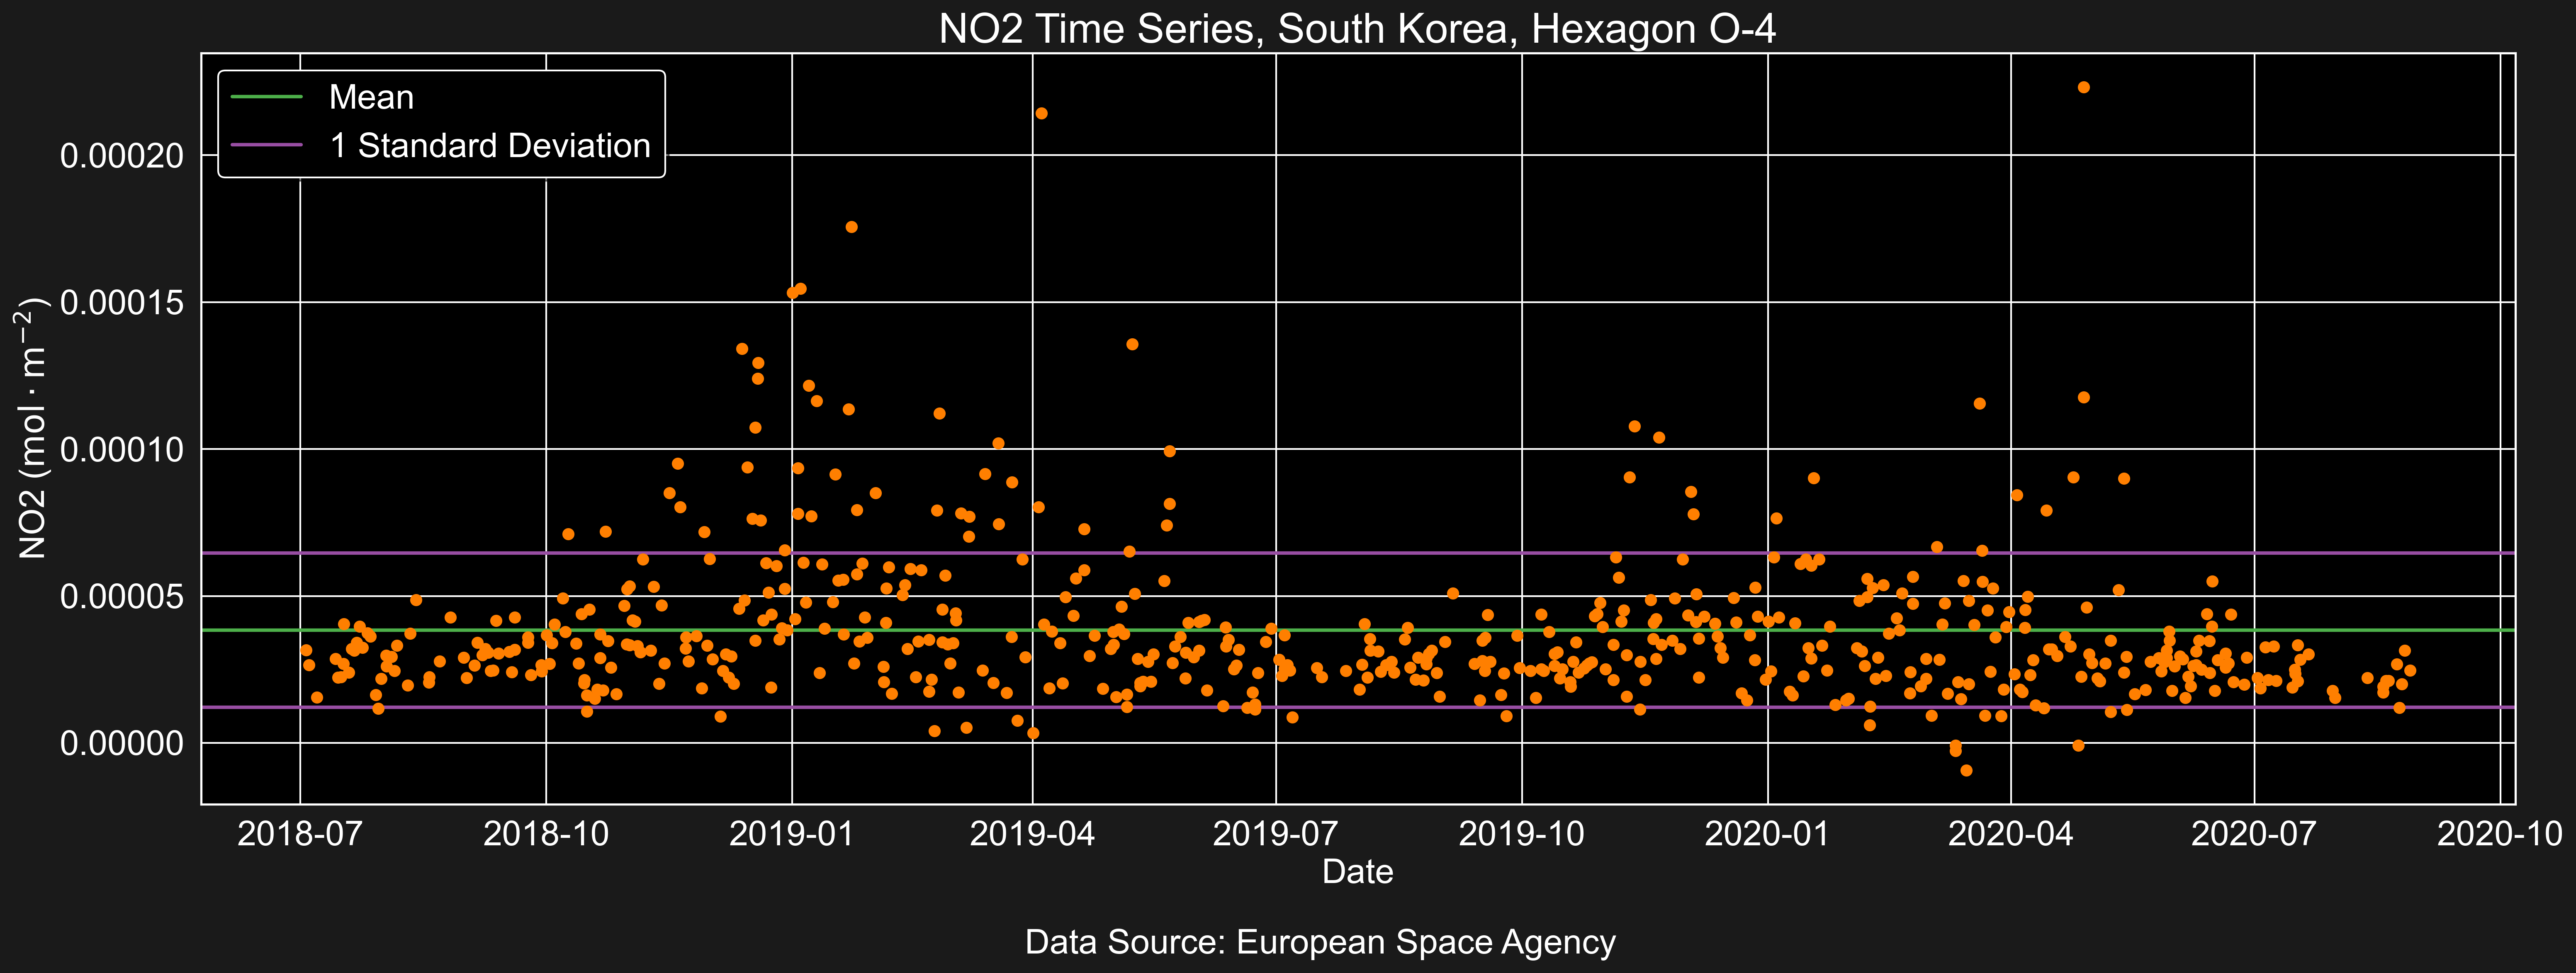 NO2 Time Series, South Korea, Hexagon O-4
Mean
1 Standard Deviation
NO2 (mol · m⁻²)
0.00020
0.00015
0.00010
0.00005
0.00000
2018-07 2018-10 2019-01 2019-04 2019-07 2019-10 2020-01 2020-04 2020-07 2020-10
Date
Data Source: European Space Agency